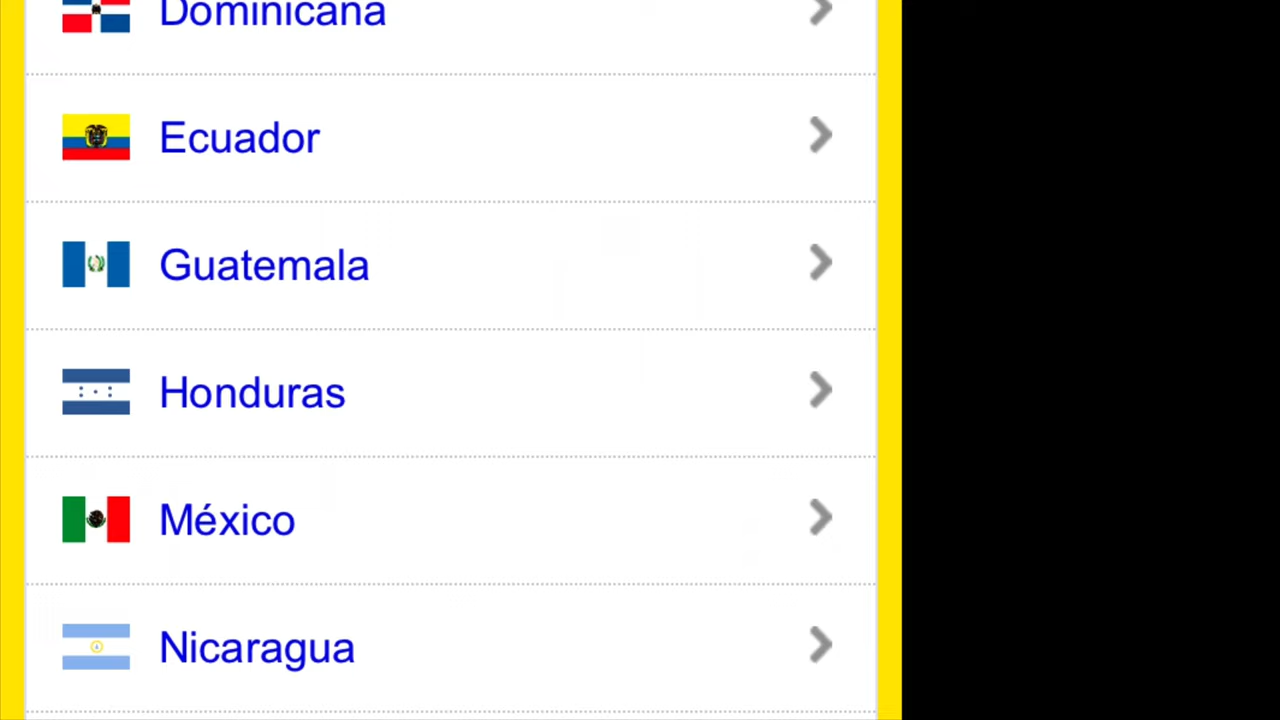 Dominicana
Ecuador
Guatemala
Honduras
México
Nicaragua